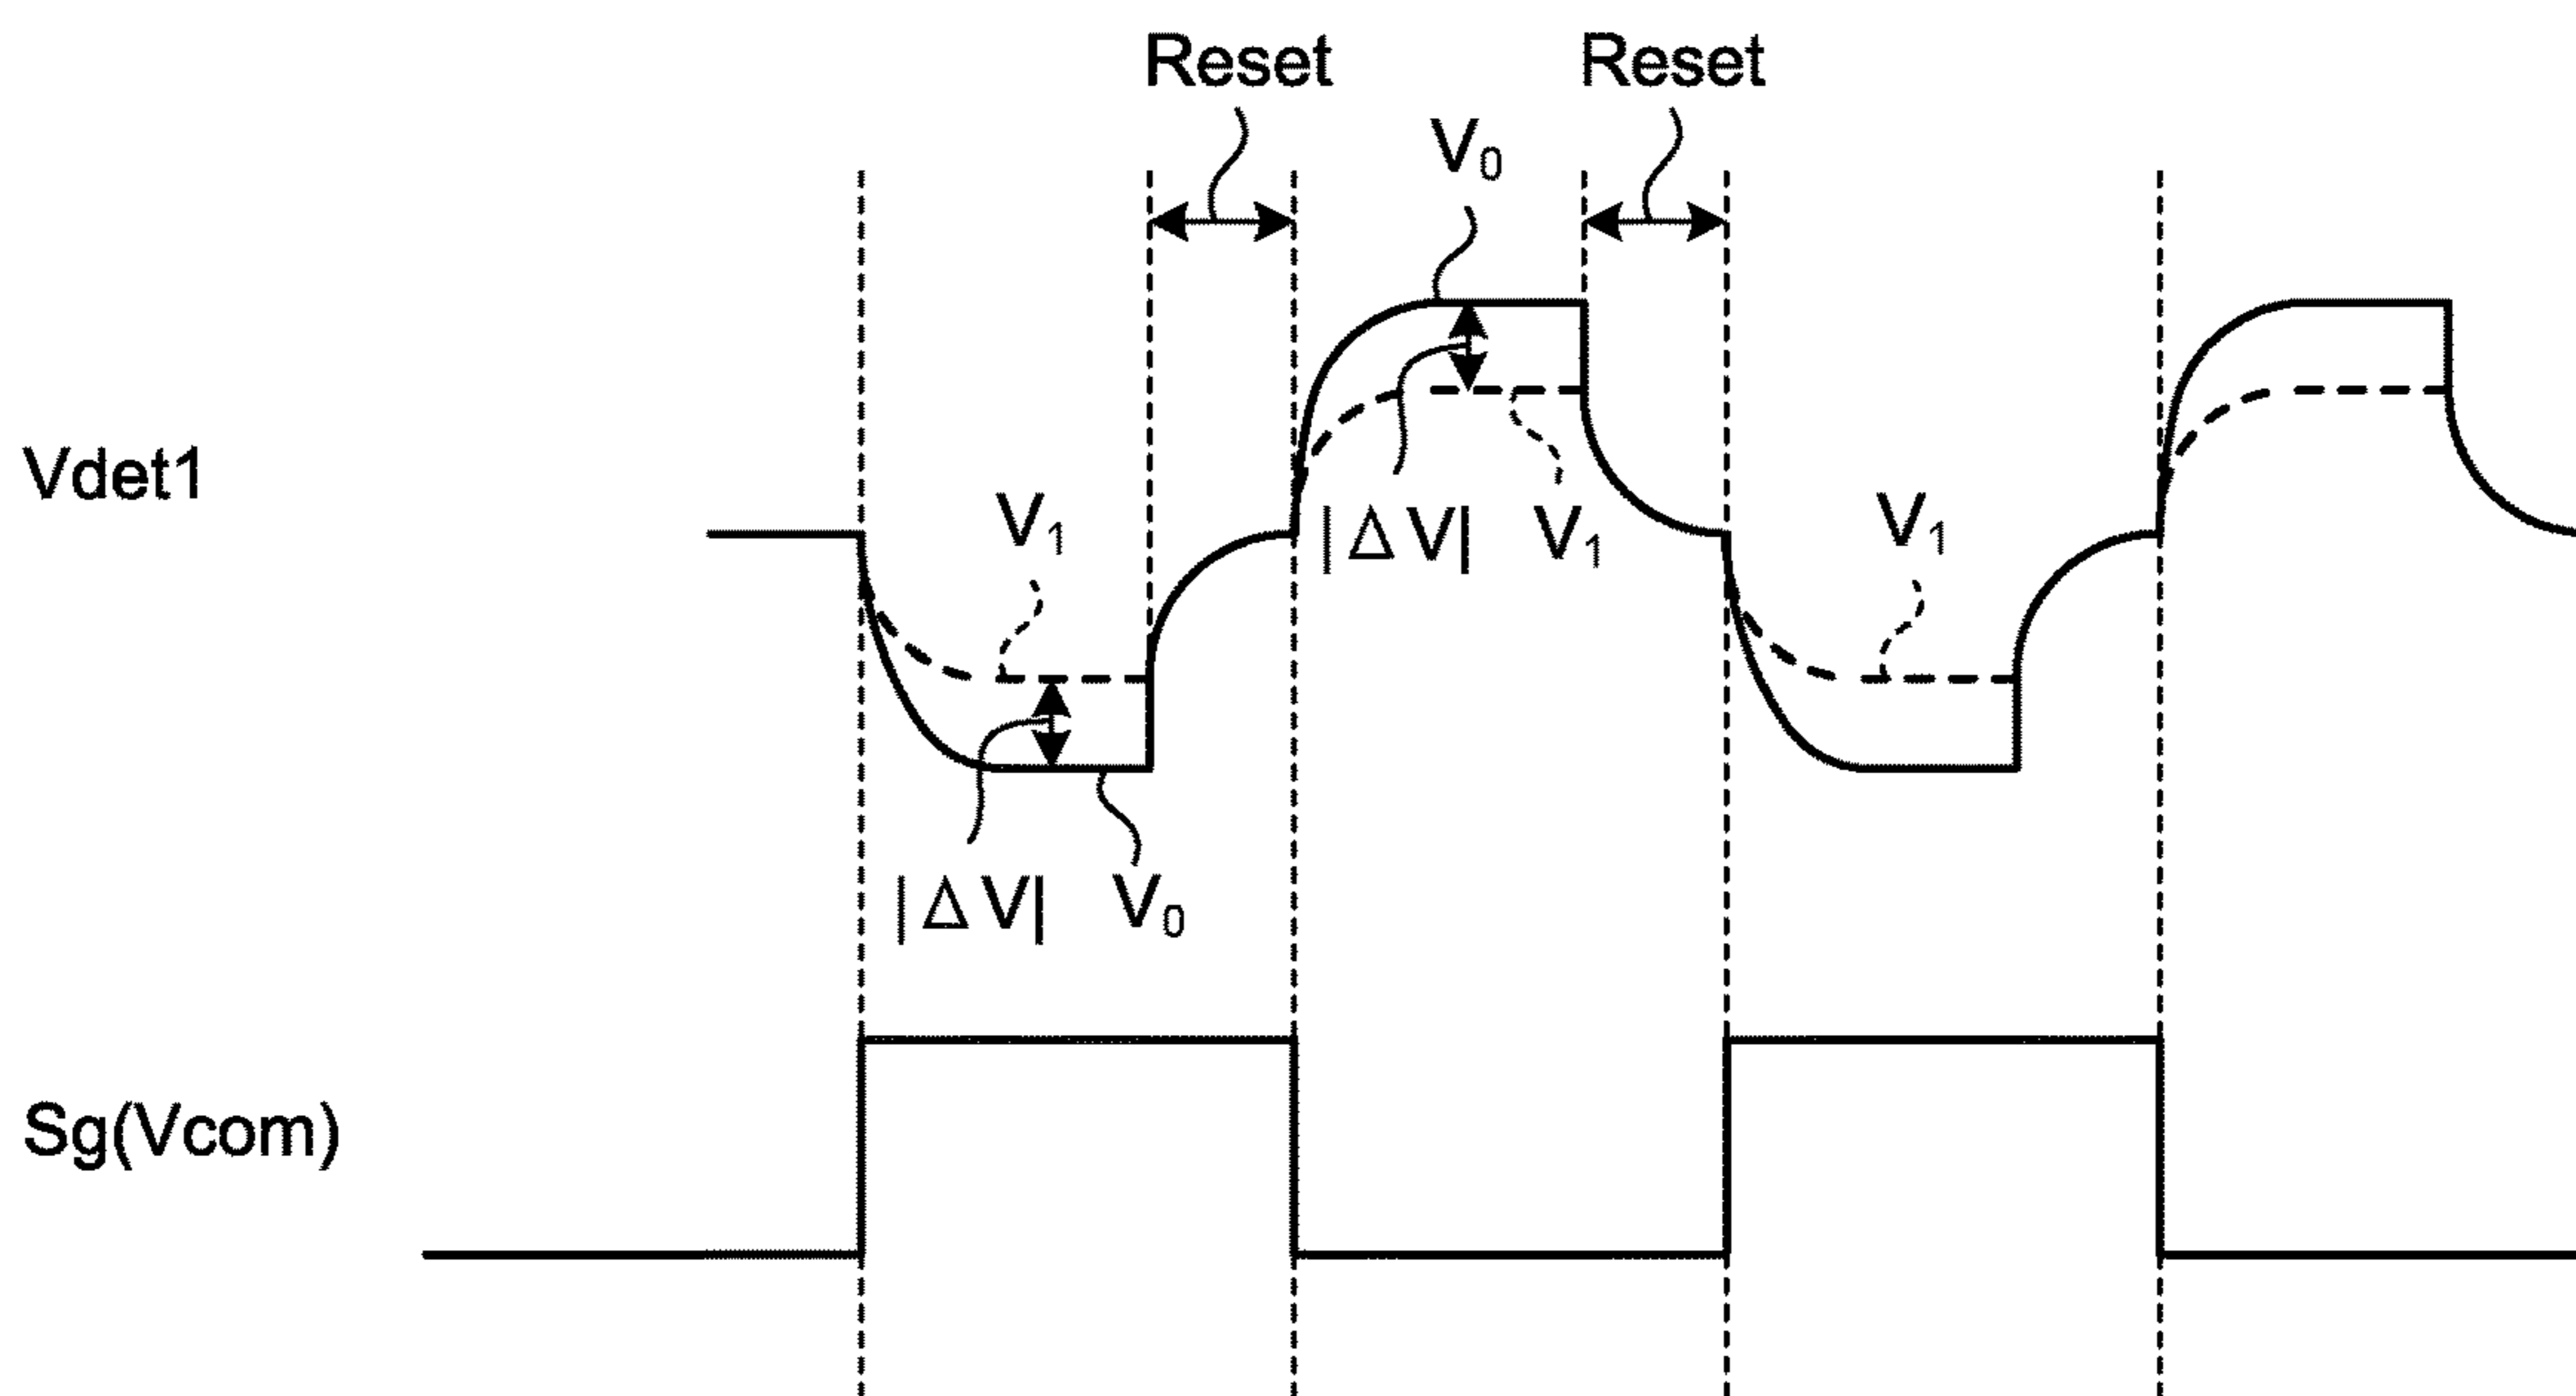 Reset Reset
V₀
Vdet1
V₁ |ΔV| V₁ V₁
|ΔV| V₀
Sg(Vcom)